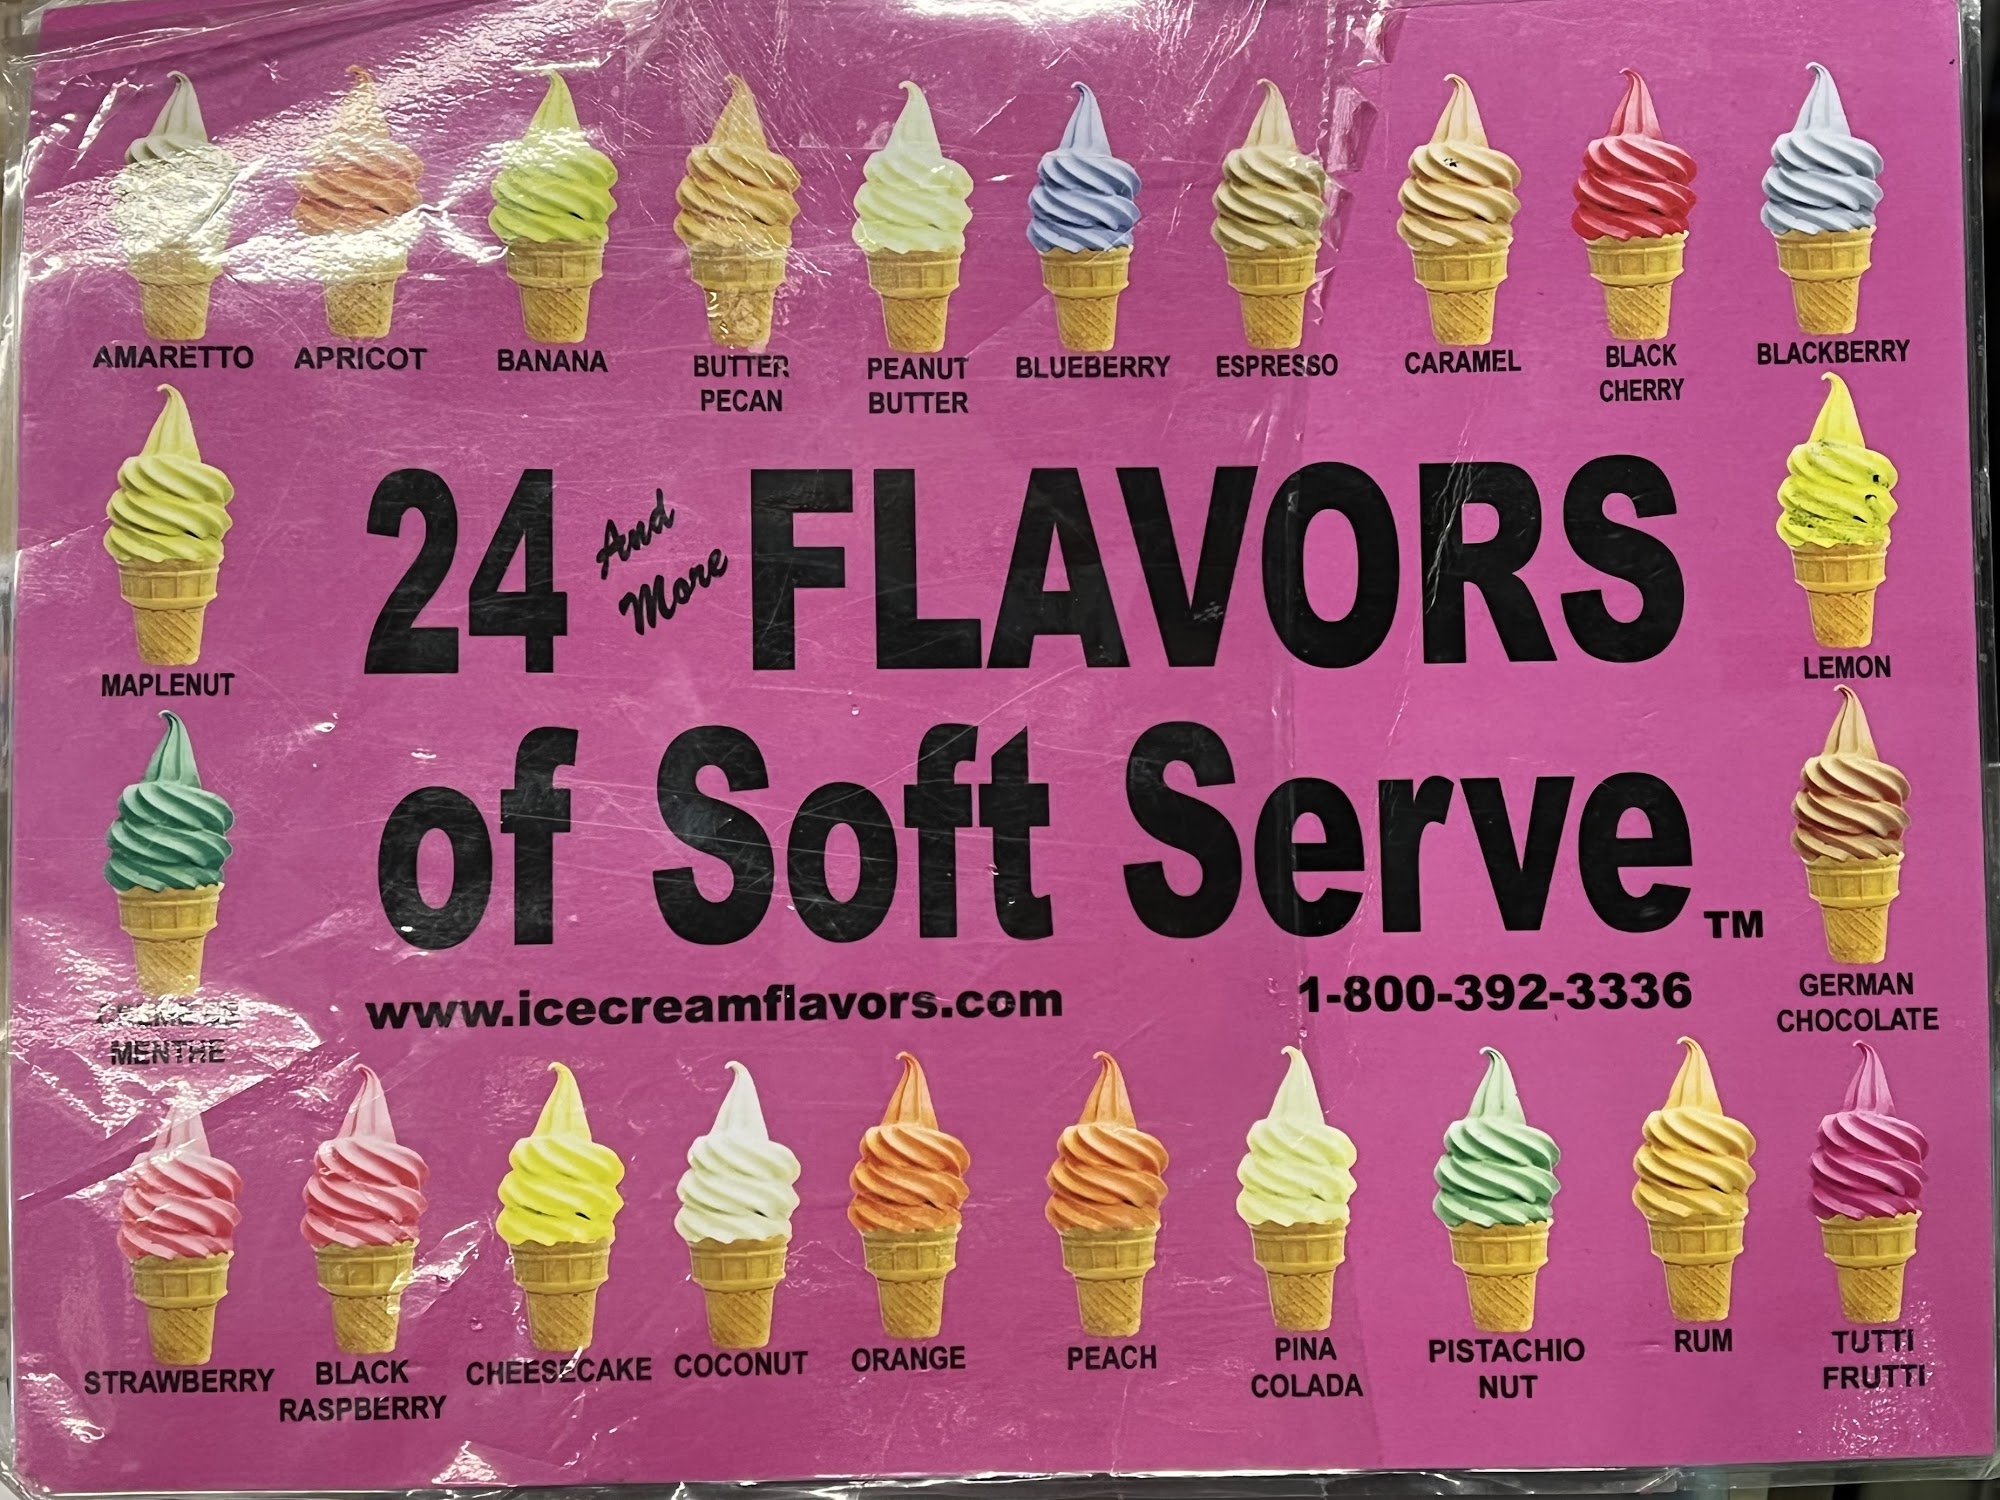 AMARETTO
APRICOT
BANANA
BUTTER
PECAN
PEANUT
BUTTER
BLUEBERRY
ESPRESSO
CARAMEL
BLACK
CHERRY
BLACKBERRY
MAPLENUT
24 And More FLAVORS
LEMON
of Soft Serve TM
CREME DE
MENTHE
www.icecreamflavors.com
1-800-392-3336
GERMAN
CHOCOLATE
STRAWBERRY
BLACK
RASPBERRY
CHEESECAKE
COCONUT
ORANGE
PEACH
PINA
COLADA
PISTACHIO
NUT
RUM
TUTTI
FRUTTI